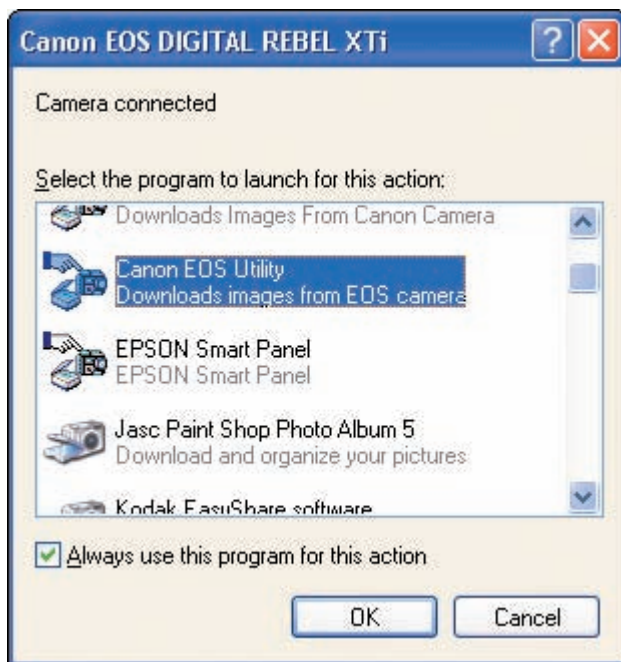 Canon EOS DIGITAL REBEL XTi
Camera connected
Select the program to launch for this action:
Downloads Images From Canon Camera
Canon EOS Utility
Downloads images from EOS camera
EPSON Smart Panel
EPSON Smart Panel
Jasc Paint Shop Photo Album 5
Download and organize your pictures
Kodak EasyShare software
Always use this program for this action
OK Cancel